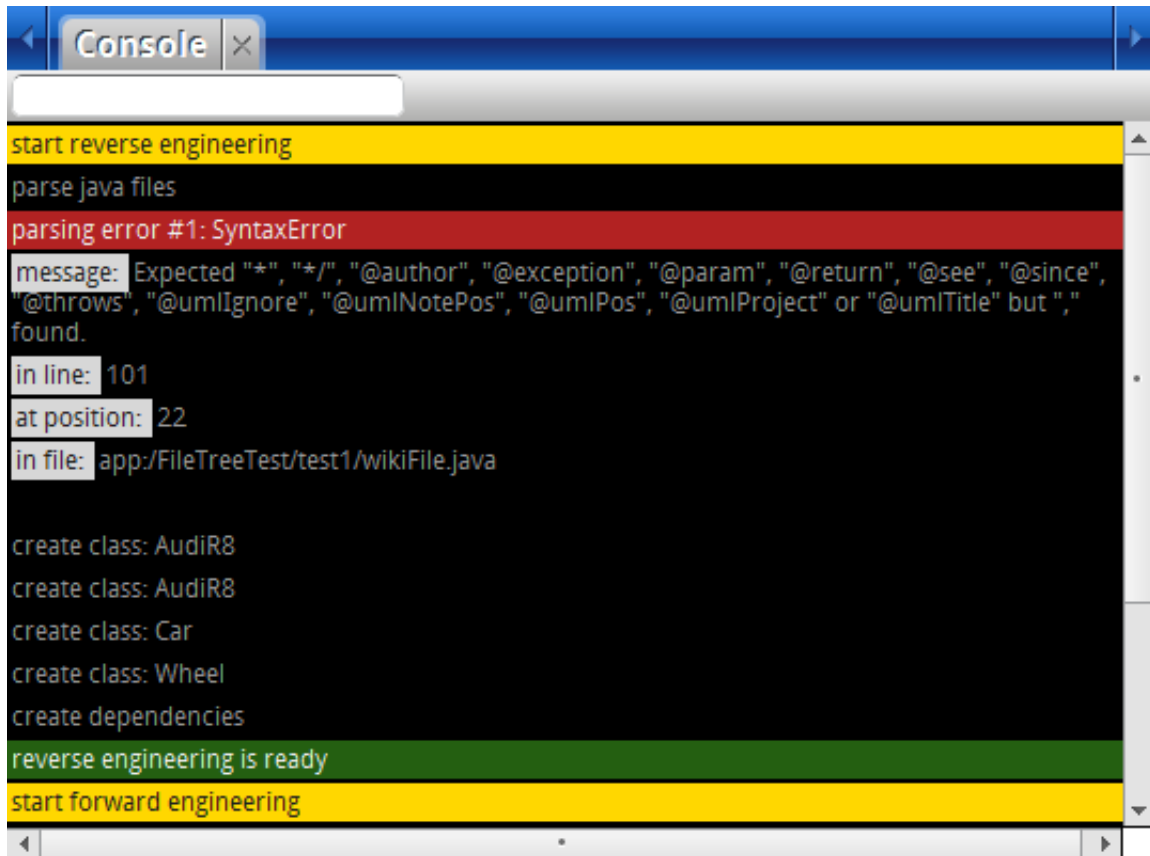 Console
start reverse engineering
parse java files
parsing error #1: SyntaxError
message: Expected "*", "*/", "@author", "@exception", "@param", "@return", "@see", "@since",
"@throws", "@umlIgnore", "@umlNotePos", "@umlPos", "@umlProject" or "@umlTitle" but ","
found.
in line: 101
at position: 22
in file: app:/FileTreeTest/test1/wikiFile.java
create class: AudiR8
create class: AudiR8
create class: Car
create class: Wheel
create dependencies
reverse engineering is ready
start forward engineering